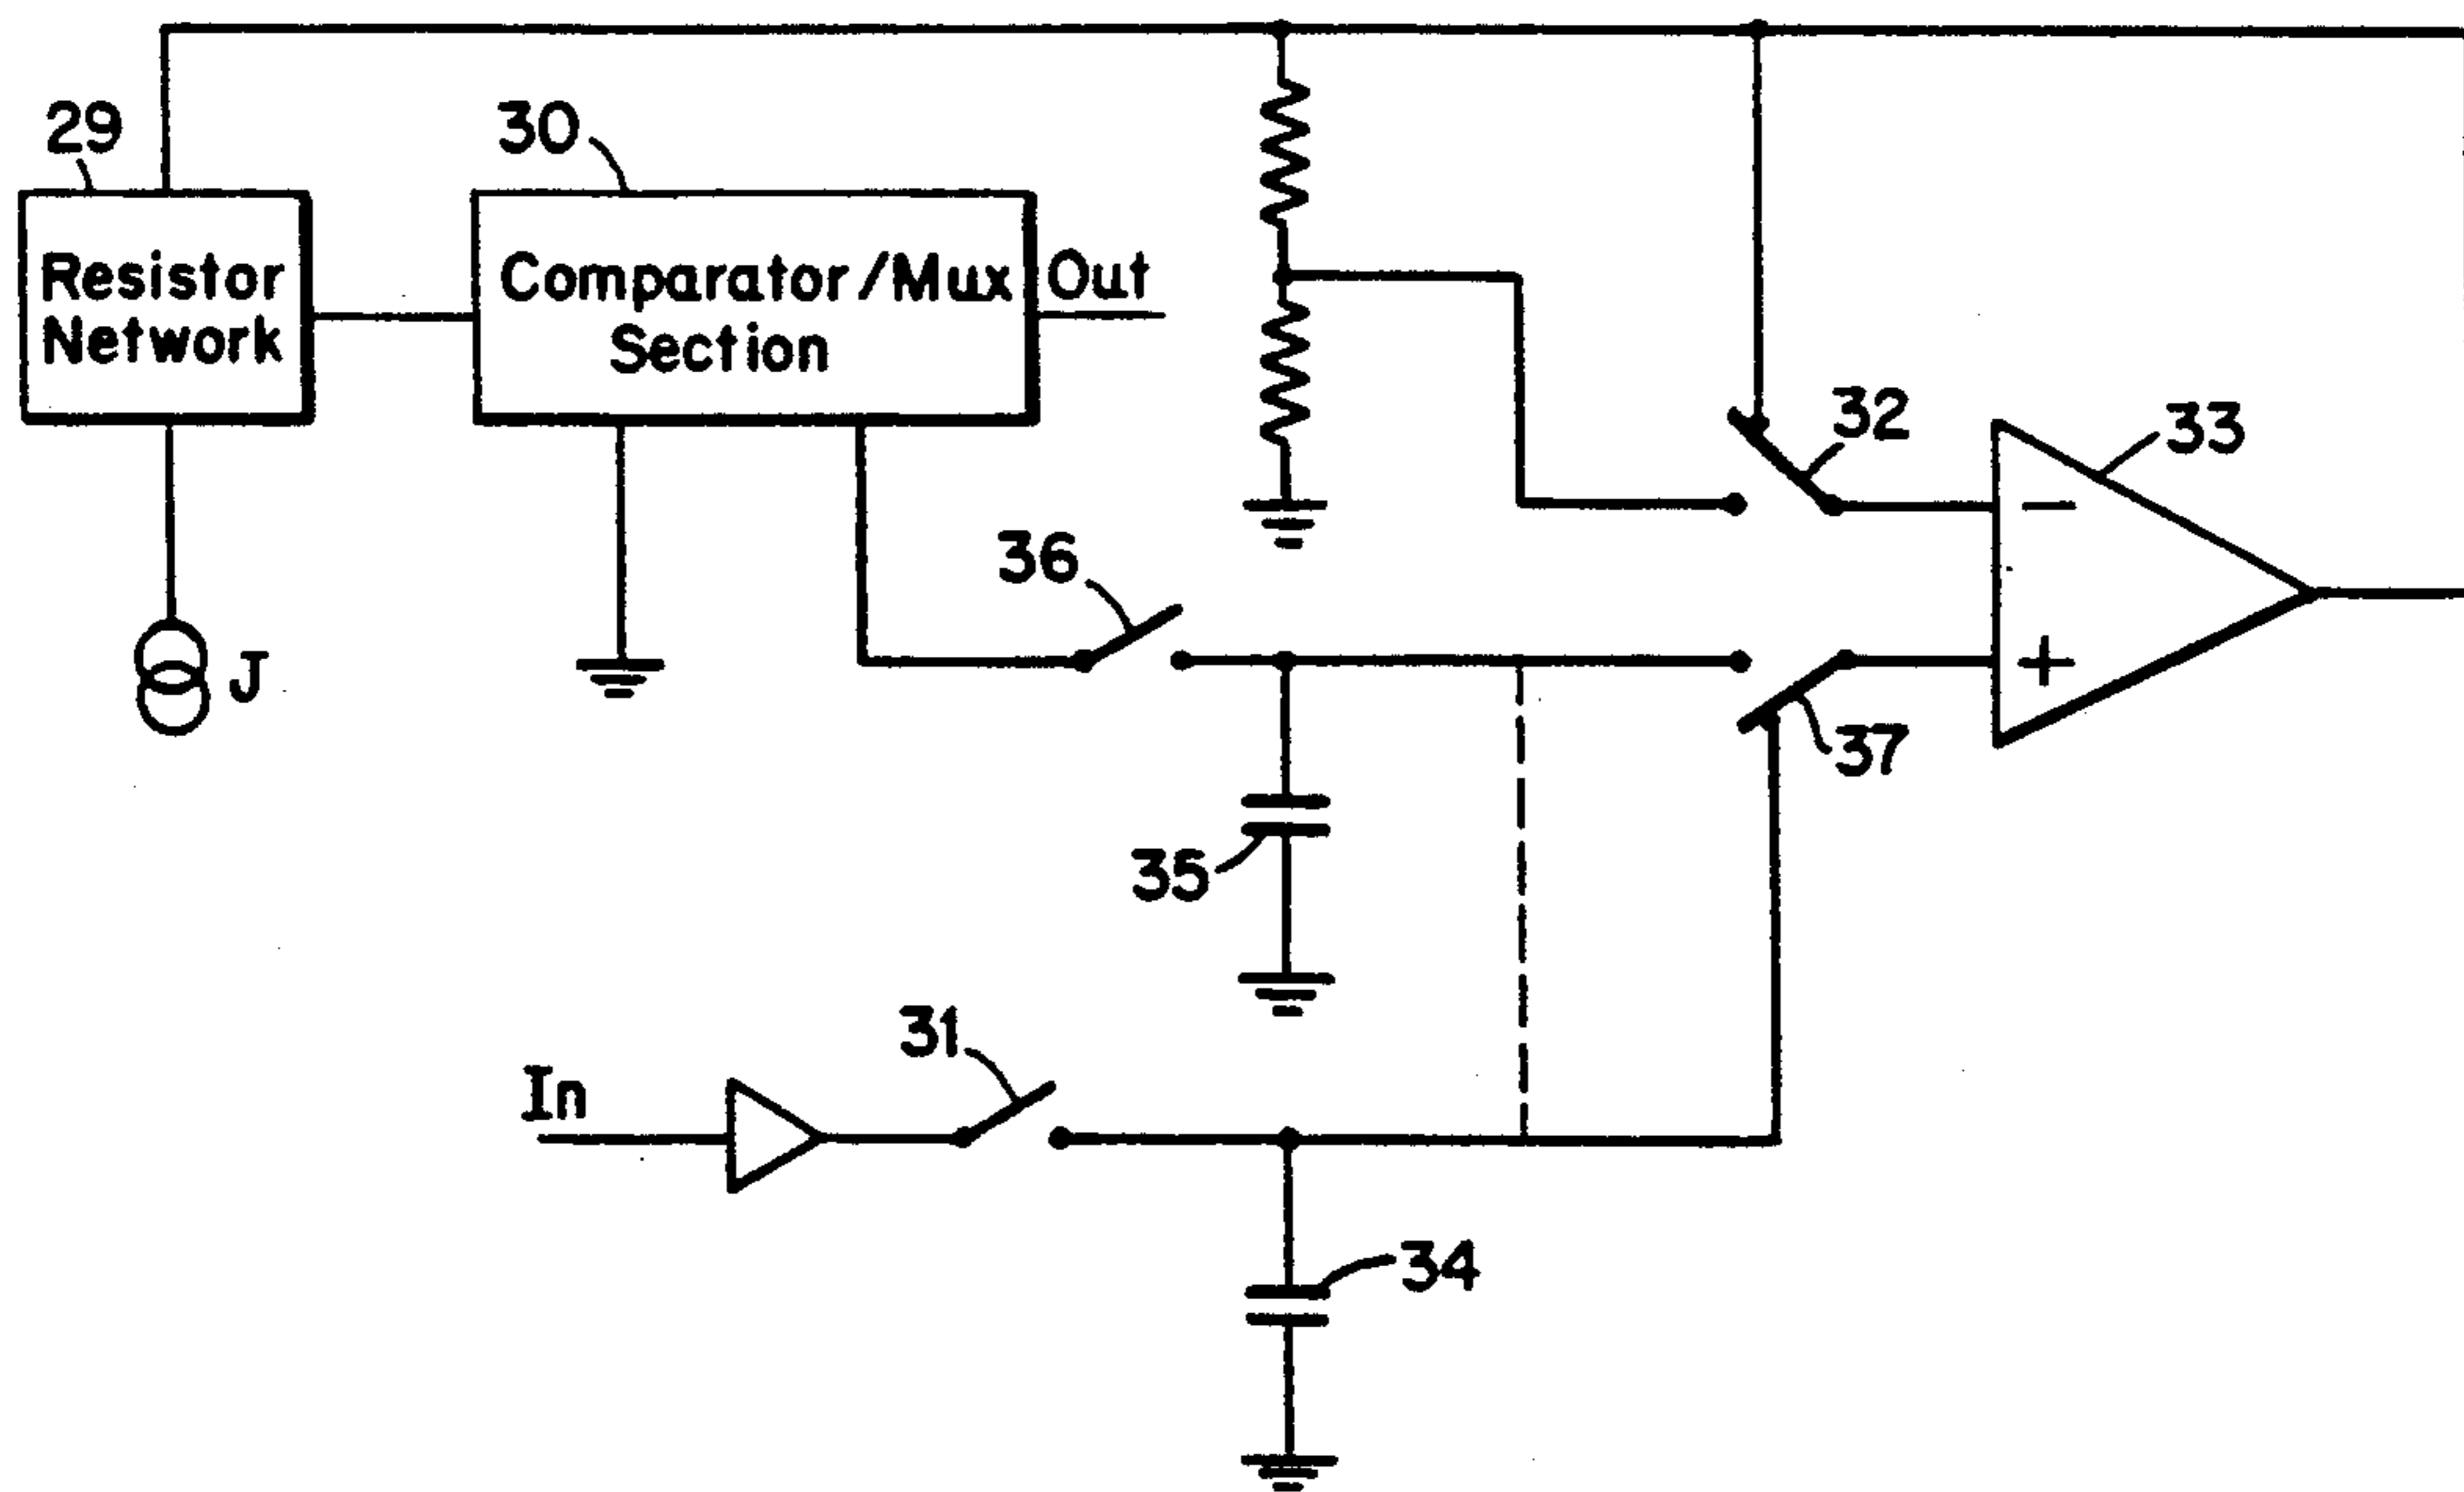 29
30
Resistor
Network
Comparator/Mux
Section
Out
32
33
−
36
J
+
37
35
31
In
34